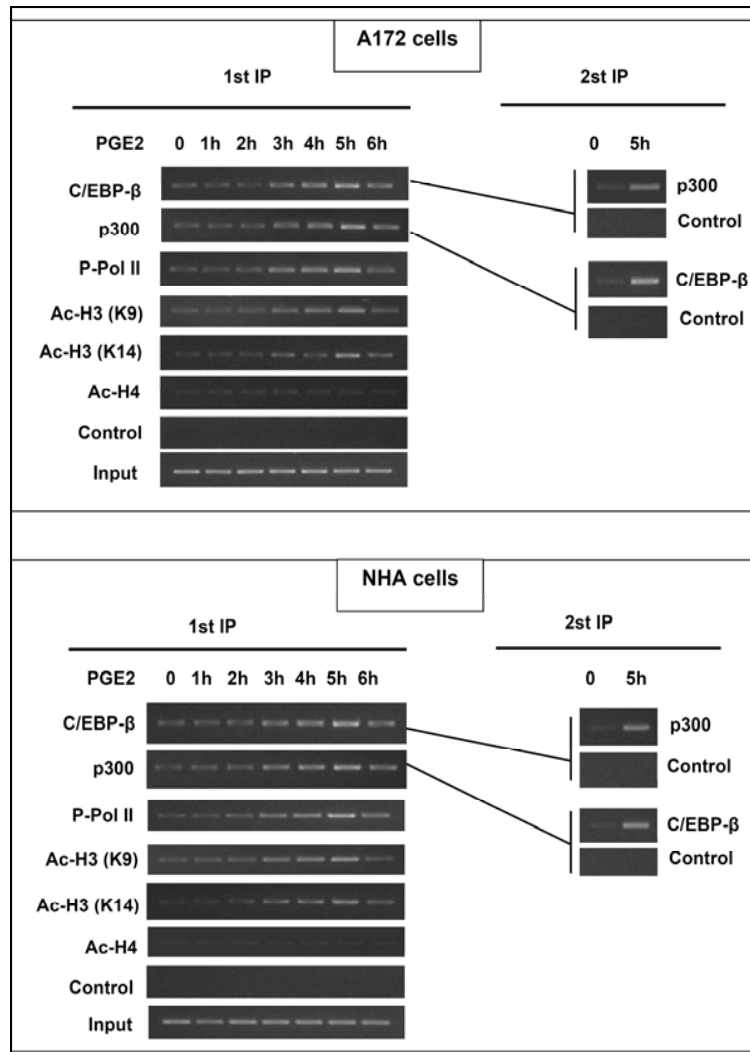 A172 cells
1st IP
2st IP
PGE2 0 1h 2h 3h 4h 5h 6h
0 5h
C/EBP-β
p300
P-Pol II
Ac-H3 (K9)
Ac-H3 (K14)
Ac-H4
Control
Input
p300
Control
C/EBP-β
Control
NHA cells
1st IP
2st IP
PGE2 0 1h 2h 3h 4h 5h 6h
0 5h
C/EBP-β
p300
P-Pol II
Ac-H3 (K9)
Ac-H3 (K14)
Ac-H4
Control
Input
p300
Control
C/EBP-β
Control